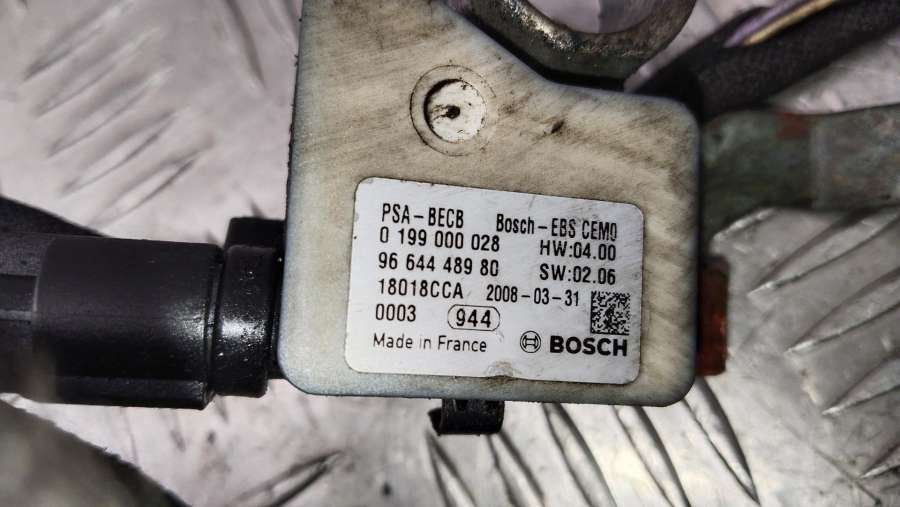 PSA-BECB Bosch-EBS CEM0
0 199 000 028 HW:04.00
96 644 489 80 SW:02.06
18018CCA 2008-03-31
0003 944
Made in France BOSCH